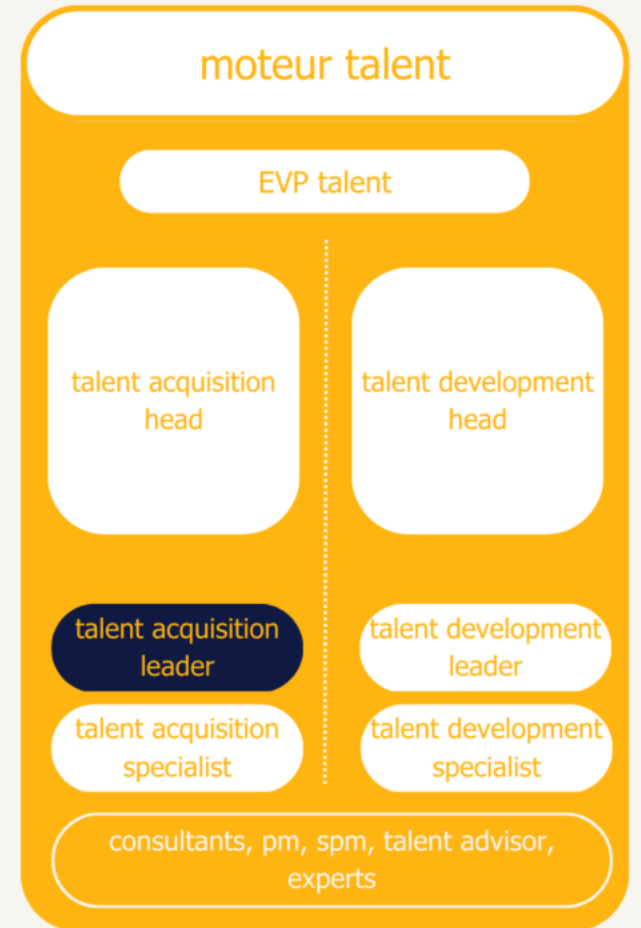 moteur talent
EVP talent
talent acquisition
head
talent development
head
talent acquisition
leader
talent development
leader
talent acquisition
specialist
talent development
specialist
consultants, pm, spm, talent advisor,
experts